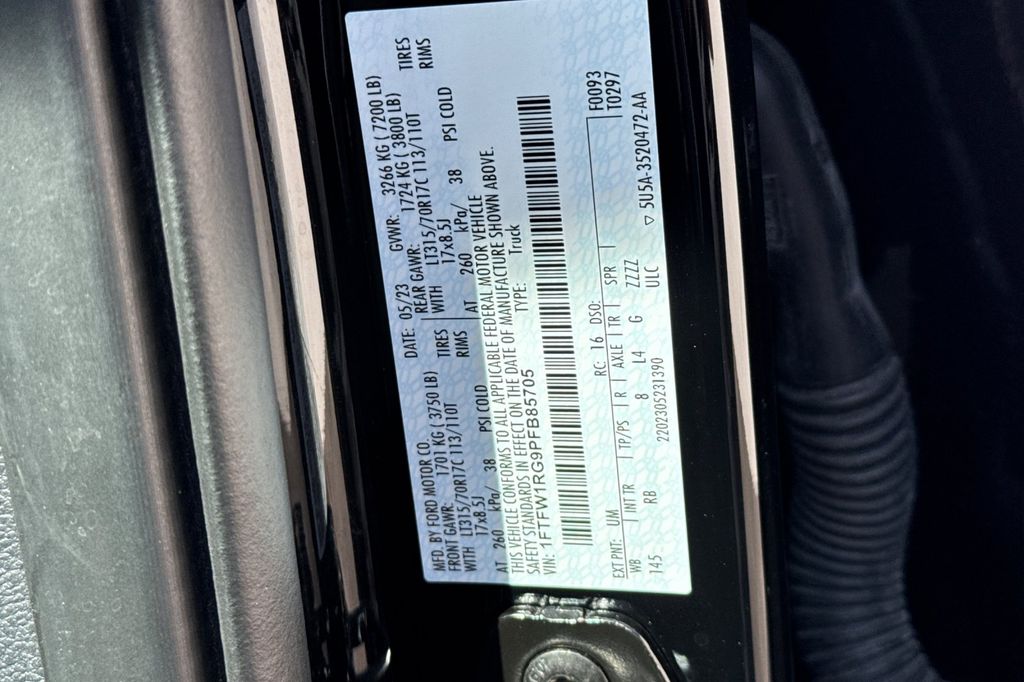 MFD. BY FORD MOTOR CO.
DATE: 05/23 GVWR: 3266 KG ( 7200 LB)
FRONT GAWR: 1701 KG ( 3750 LB) REAR GAWR: 1724 KG ( 3800 LB)
WITH LT315/70R17C 113/110T TIRES WITH LT315/70R17C 113/110T TIRES
17x8.5J RIMS 17x8.5J RIMS
AT 260 kPa/ 38 PSI COLD AT 260 kPa/ 38 PSI COLD
THIS VEHICLE CONFORMS TO ALL APPLICABLE FEDERAL MOTOR VEHICLE
SAFETY STANDARDS IN EFFECT ON THE DATE OF MANUFACTURE SHOWN ABOVE.
VIN: 1FTFW1RG9PFB85705 TYPE: Truck
F0093
EXT PNT: UM RC: 16 DSO: T0297
WB INT TR TP/PS R AXLE TR SPR
145 RB 8 L4 G ZZZZ
2202305231390 ULC
▽ 5U5A-3520472-AA